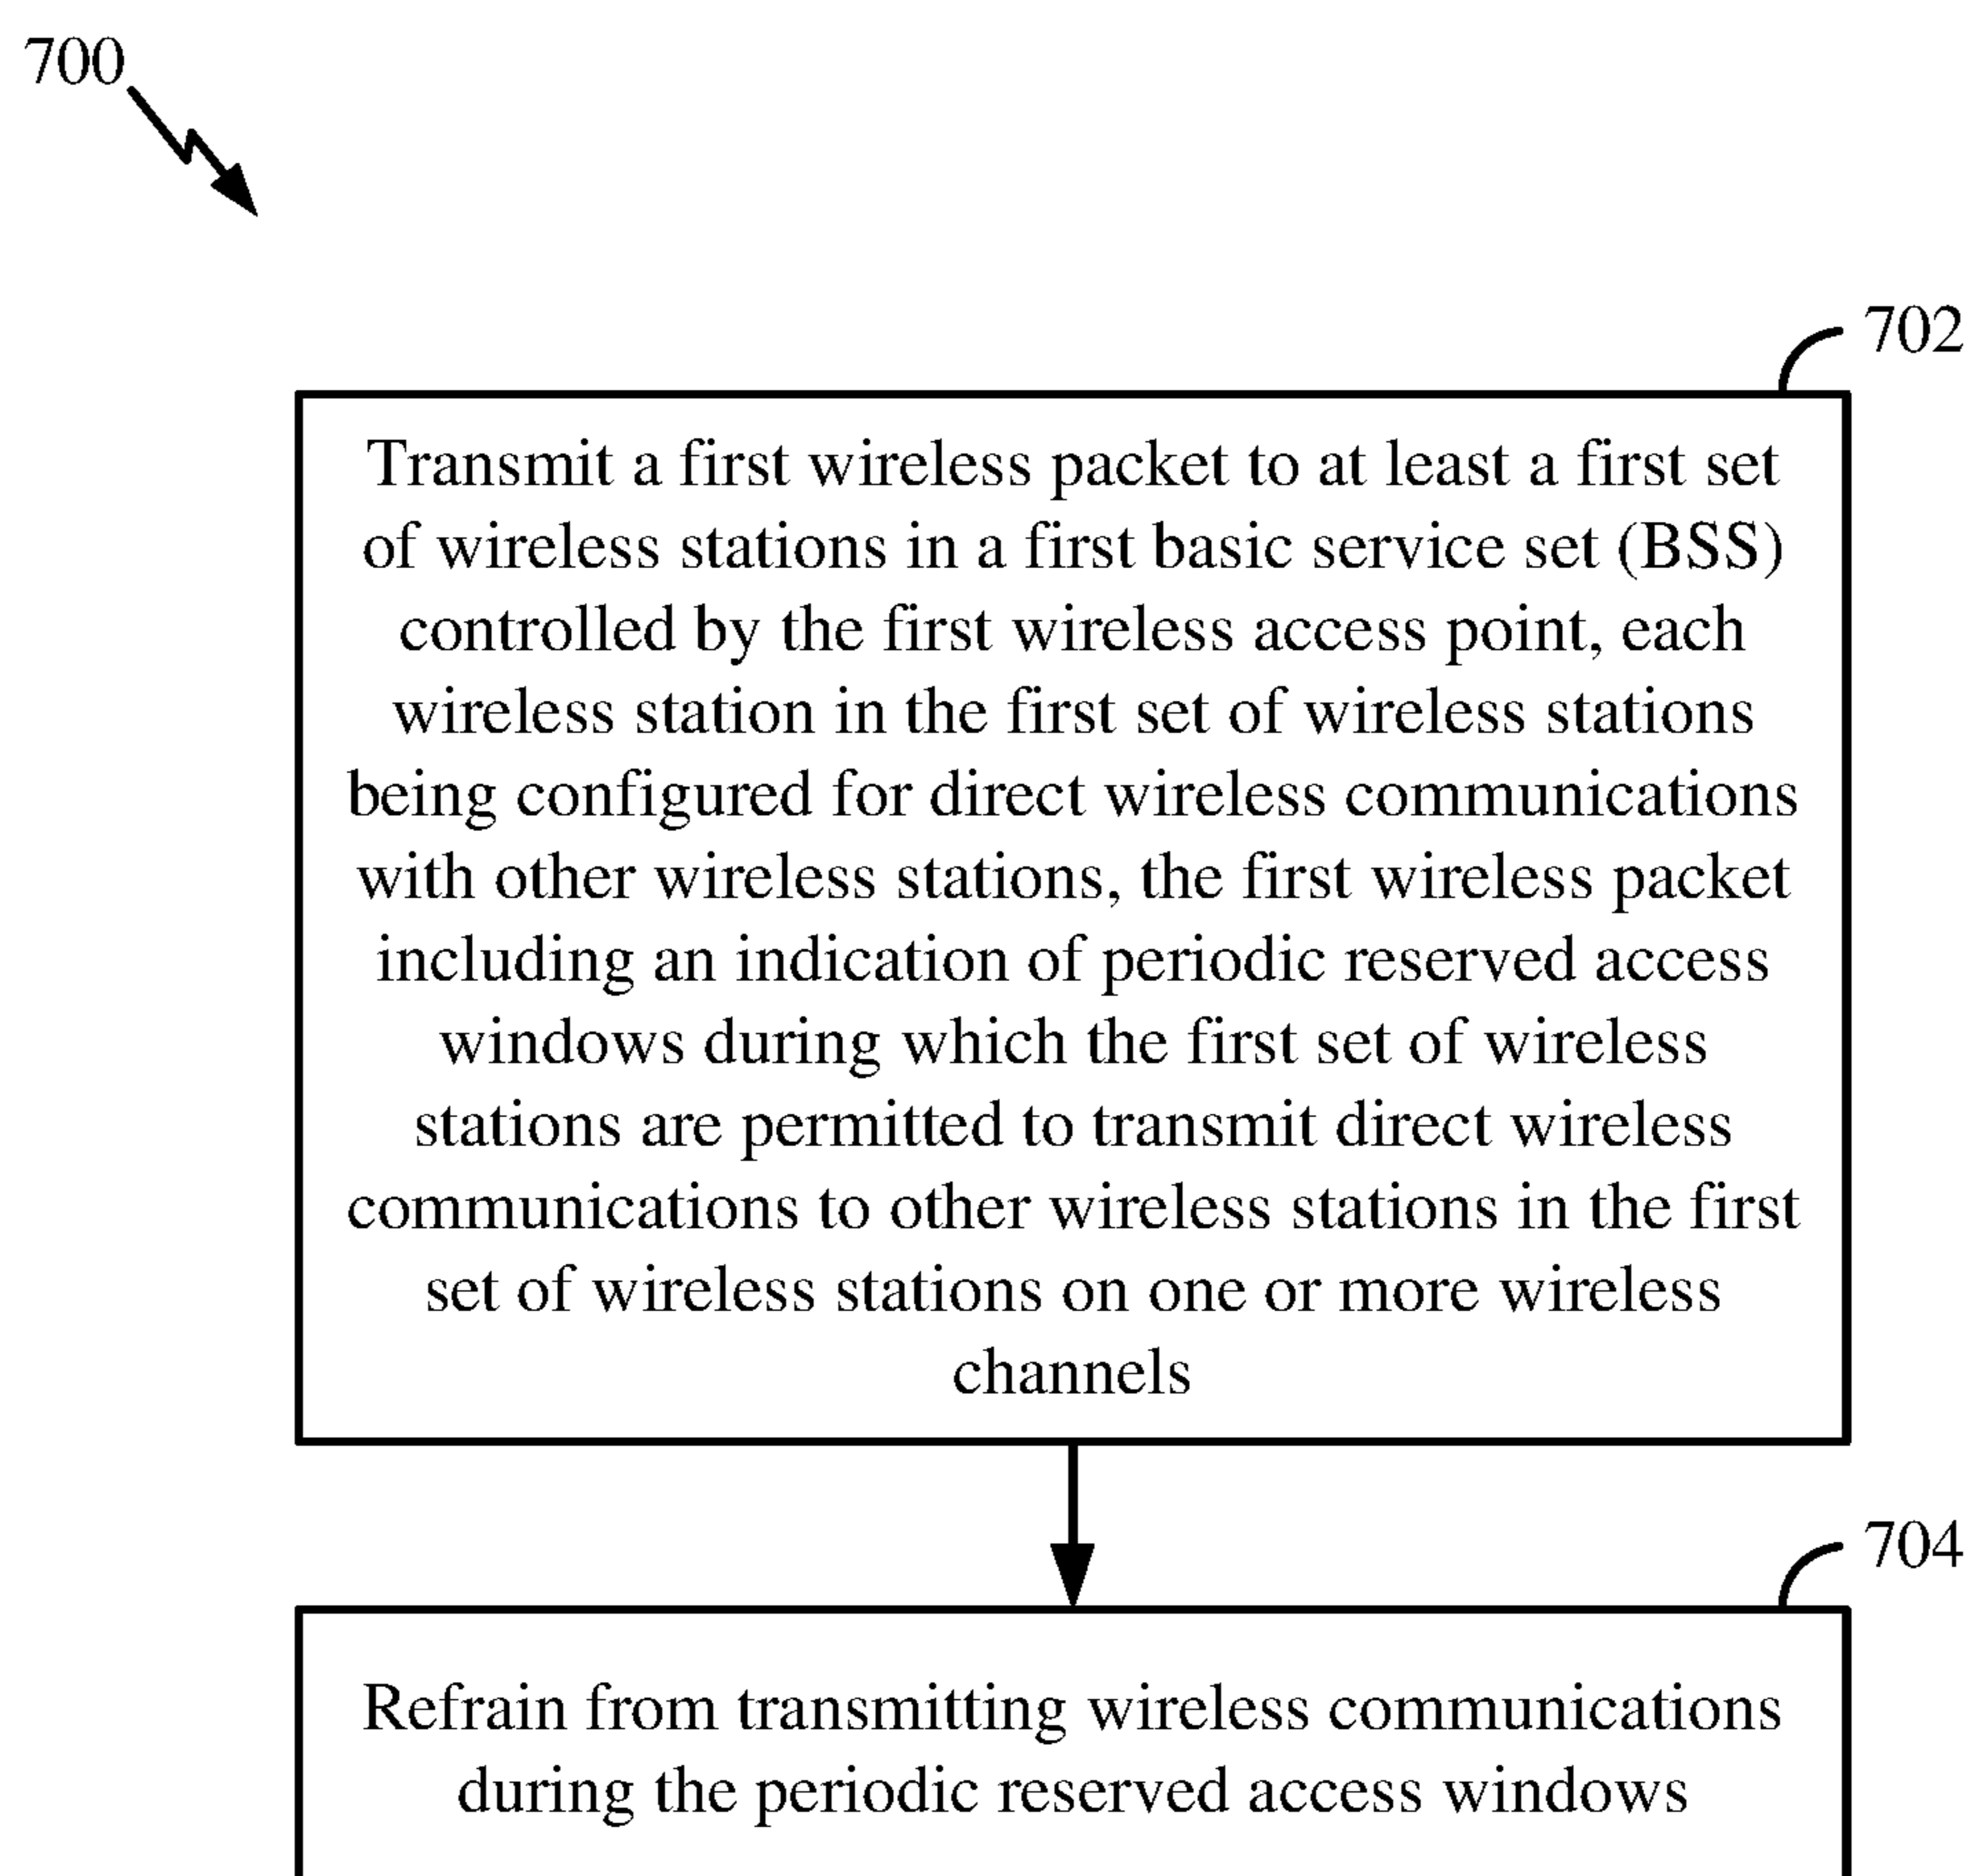 700
702
Transmit a first wireless packet to at least a first set
of wireless stations in a first basic service set (BSS)
controlled by the first wireless access point, each
wireless station in the first set of wireless stations
being configured for direct wireless communications
with other wireless stations, the first wireless packet
including an indication of periodic reserved access
windows during which the first set of wireless
stations are permitted to transmit direct wireless
communications to other wireless stations in the first
set of wireless stations on one or more wireless
channels
704
Refrain from transmitting wireless communications
during the periodic reserved access windows